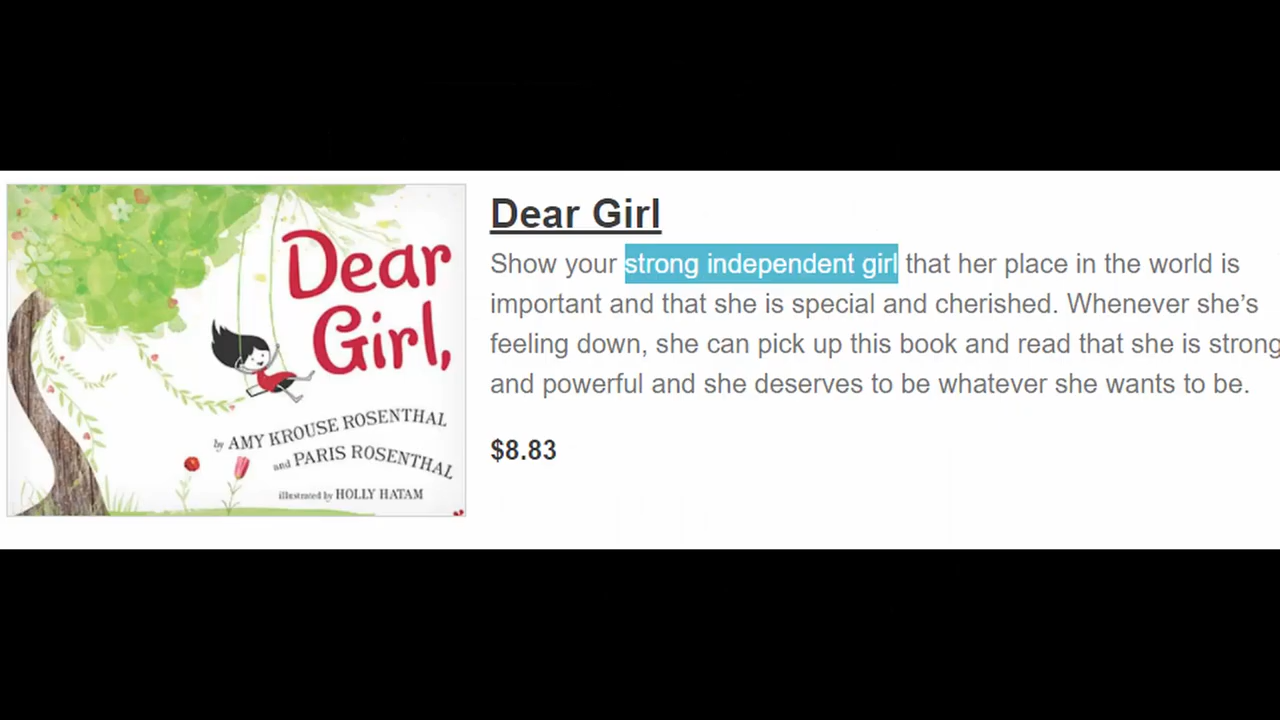 Dear
Girl,
by AMY KROUSE ROSENTHAL
and PARIS ROSENTHAL
illustrated by HOLLY HATAM
Dear Girl
Show your strong independent girl that her place in the world is
important and that she is special and cherished. Whenever she’s
feeling down, she can pick up this book and read that she is strong
and powerful and she deserves to be whatever she wants to be.
$8.83